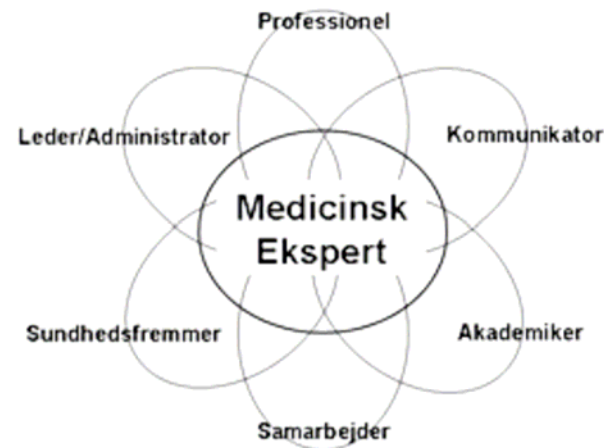 Professionel
Leder/Administrator
Kommunikator
Medicinsk
Ekspert
Sundhedsfremmer
Akademiker
Samarbejder